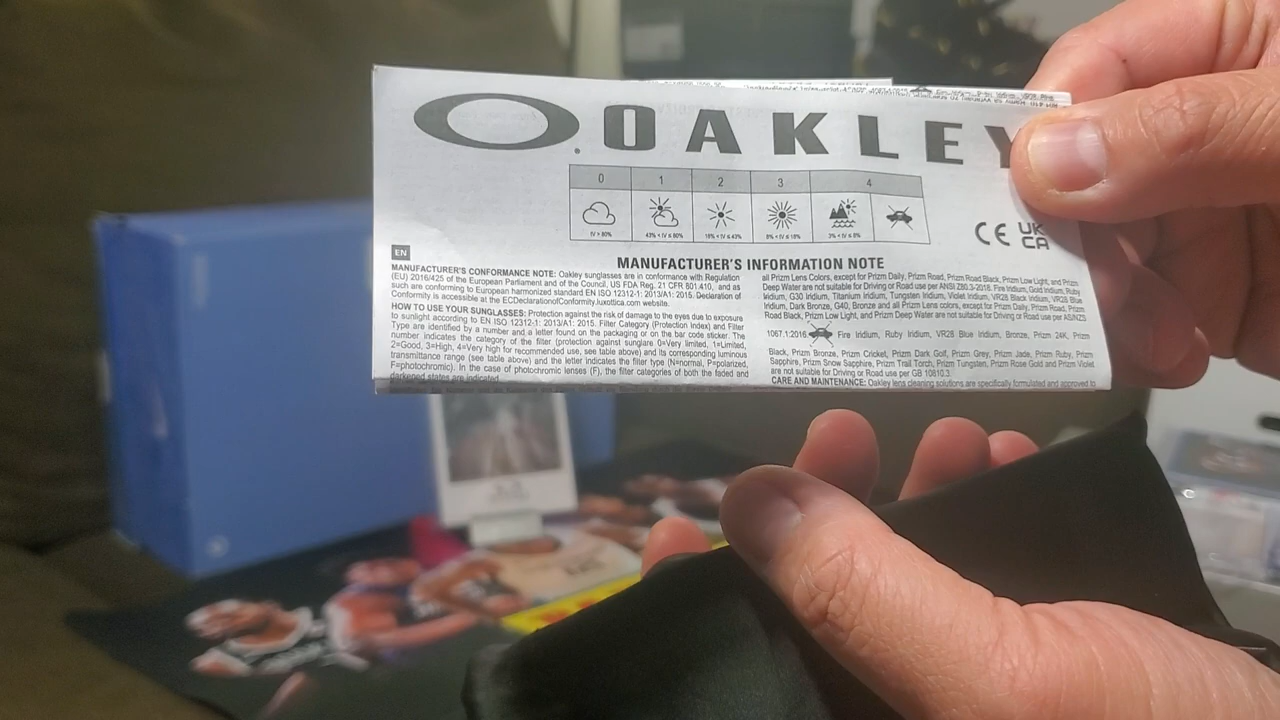 OAKLEY
0 1 2 3 4
IV > 80% 43% < IV ≤ 80% 18% < IV ≤ 43% 8% < IV ≤ 18% 3% < IV ≤ 8%
CE UK
CA
EN
MANUFACTURER'S INFORMATION NOTE
MANUFACTURER'S CONFORMANCE NOTE: Oakley sunglasses are in conformance with Regulation
(EU) 2016/425 of the European Parliament and of the Council, US FDA Reg. 21 CFR 801.410, and as
such are conforming to European harmonized standard EN ISO 12312-1: 2013/A1: 2015. Declaration of
Conformity is accessible at the ECDeclarationofConformity.luxottica.com website.
HOW TO USE YOUR SUNGLASSES: Protection against the risk of damage to the eyes due to exposure
to sunlight according to EN ISO 12312-1: 2013/A1: 2015. Filter Category (Protection Index) and Filter
Type are identified by a number and a letter found on the packaging or on the bar code sticker. The
number indicates the category of the filter (protection against sunglare 0=Very limited, 1=Limited,
2=Good, 3=High, 4=Very high for recommended use, see table above) and its corresponding luminous
transmittance range (see table above) and the letter indicates the filter type (N=normal, P=polarized,
F=photochromic). In the case of photochromic lenses (F), the filter categories of both the faded and
darkened states are indicated.
all Prizm Lens Colors, except for Prizm Daily, Prizm Road, Prizm Road Black, Prizm Low Light, and Prizm
Deep Water are not suitable for Driving or Road use per ANSI Z80.3-2018. Fire Iridium, Gold Iridium, Ruby
Iridium, G30 Iridium, Titanium Iridium, Tungsten Iridium, Violet Iridium, VR28 Black Iridium, VR28 Blue
Iridium, Dark Bronze, G40, Bronze and all Prizm Lens colors, except for Prizm Daily, Prizm Road, Prizm
Road Black, Prizm Low Light, and Prizm Deep Water are not suitable for Driving or Road use per AS/NZS
1067.1:2016 Fire Iridium, Ruby Iridium, VR28 Blue Iridium, Bronze, Prizm 24K, Prizm
Black, Prizm Bronze, Prizm Cricket, Prizm Dark Golf, Prizm Grey, Prizm Jade, Prizm Ruby, Prizm
Sapphire, Prizm Snow Sapphire, Prizm Trail Torch, Prizm Tungsten, Prizm Rose Gold and Prizm Violet
are not suitable for Driving or Road use per GB 10810.3.
CARE AND MAINTENANCE: Oakley lens cleaning solutions are specifically formulated and approved to